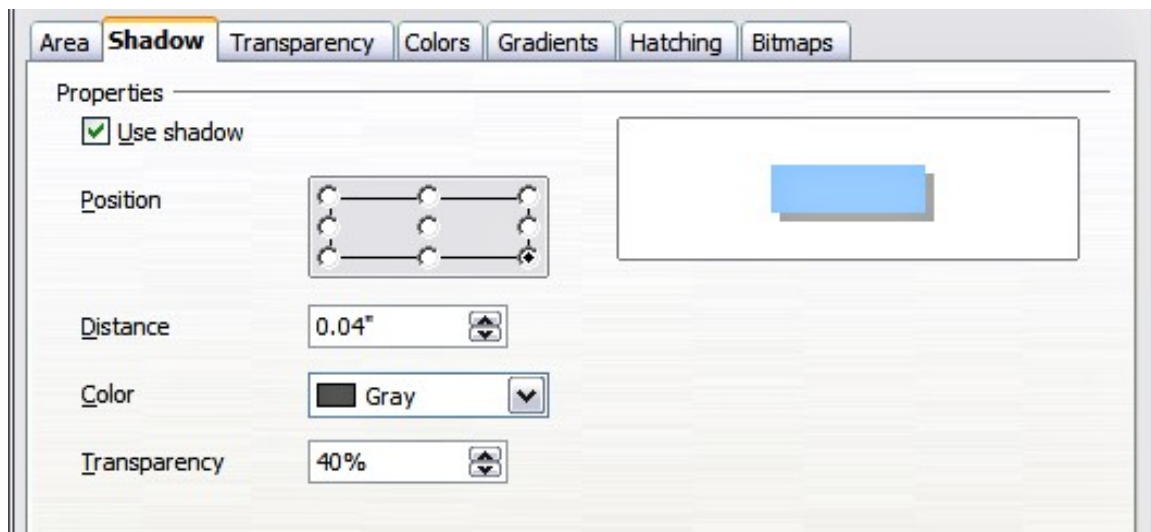 Area Shadow Transparency Colors Gradients Hatching Bitmaps
Properties
Use shadow
Position
Distance 0.04"
Color Gray
Transparency 40%